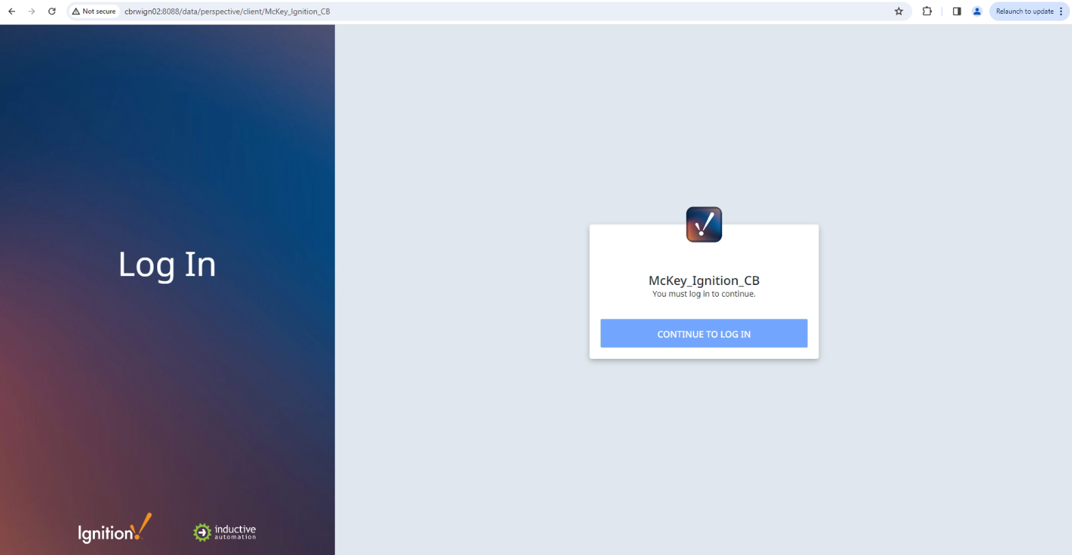 Not secure
cbrwign02:8088/data/perspective/client/McKey_Ignition_CB
Relaunch to update
Log In
McKey_Ignition_CB
You must log in to continue.
CONTINUE TO LOG IN
Ignition
inductive
automation